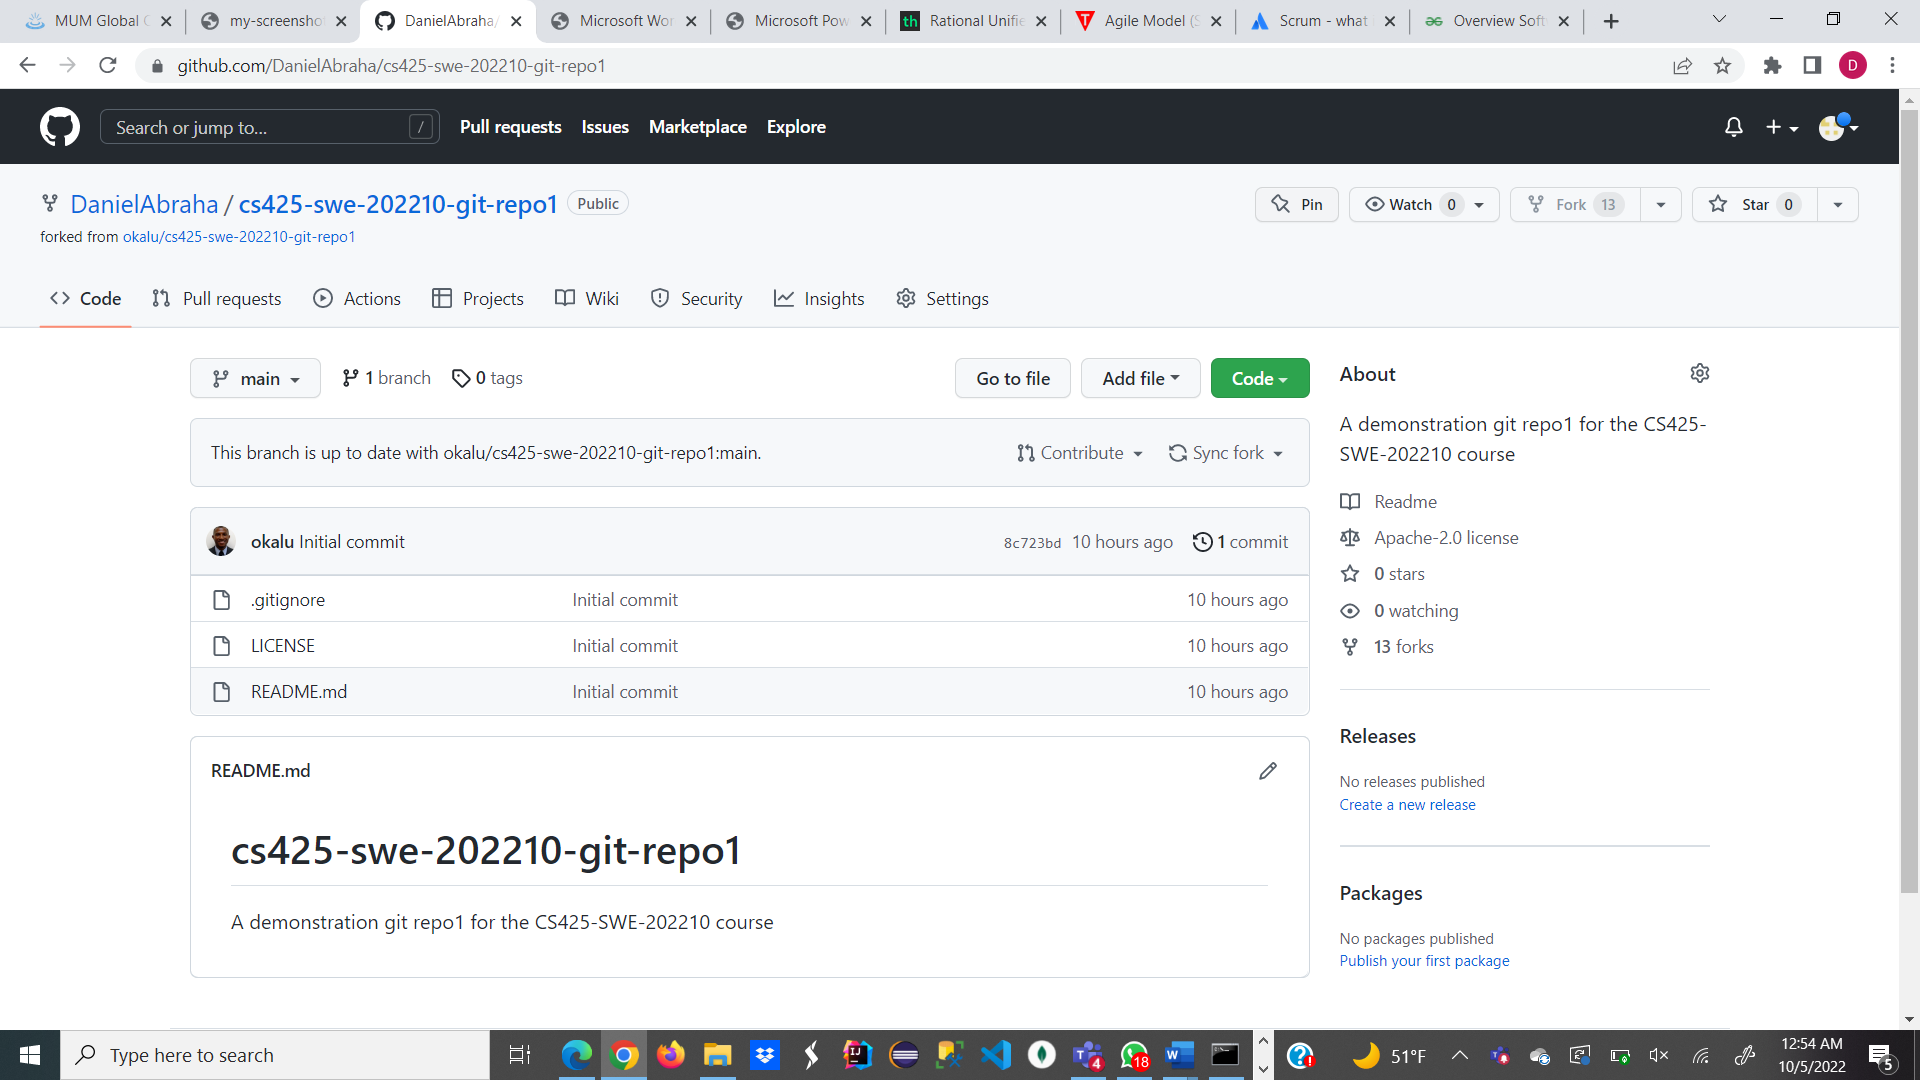 MUM Global
my-screensho
DanielAbraha/
Microsoft Wor
Microsoft Pow
Rational Unifie
Agile Model (S
Scrum - what
Overview Soft
github.com/DanielAbraha/cs425-swe-202210-git-repo1
D
Search or jump to...
/
Pull requests
Issues
Marketplace
Explore
DanielAbraha / cs425-swe-202210-git-repo1
Public
Pin
Watch 0
Fork 13
Star 0
forked from okalu/cs425-swe-202210-git-repo1
Code
Pull requests
Actions
Projects
Wiki
Security
Insights
Settings
main
1 branch
0 tags
Go to file
Add file
Code
This branch is up to date with okalu/cs425-swe-202210-git-repo1:main.
Contribute
Sync fork
okalu Initial commit
8c723bd 10 hours ago
1 commit
.gitignore Initial commit 10 hours ago
LICENSE Initial commit 10 hours ago
README.md Initial commit 10 hours ago
README.md
cs425-swe-202210-git-repo1
A demonstration git repo1 for the CS425-SWE-202210 course
About
A demonstration git repo1 for the CS425-
SWE-202210 course
Readme
Apache-2.0 license
0 stars
0 watching
13 forks
Releases
No releases published
Create a new release
Packages
No packages published
Publish your first package
Type here to search
4
18
51°F
12:54 AM
10/5/2022
5